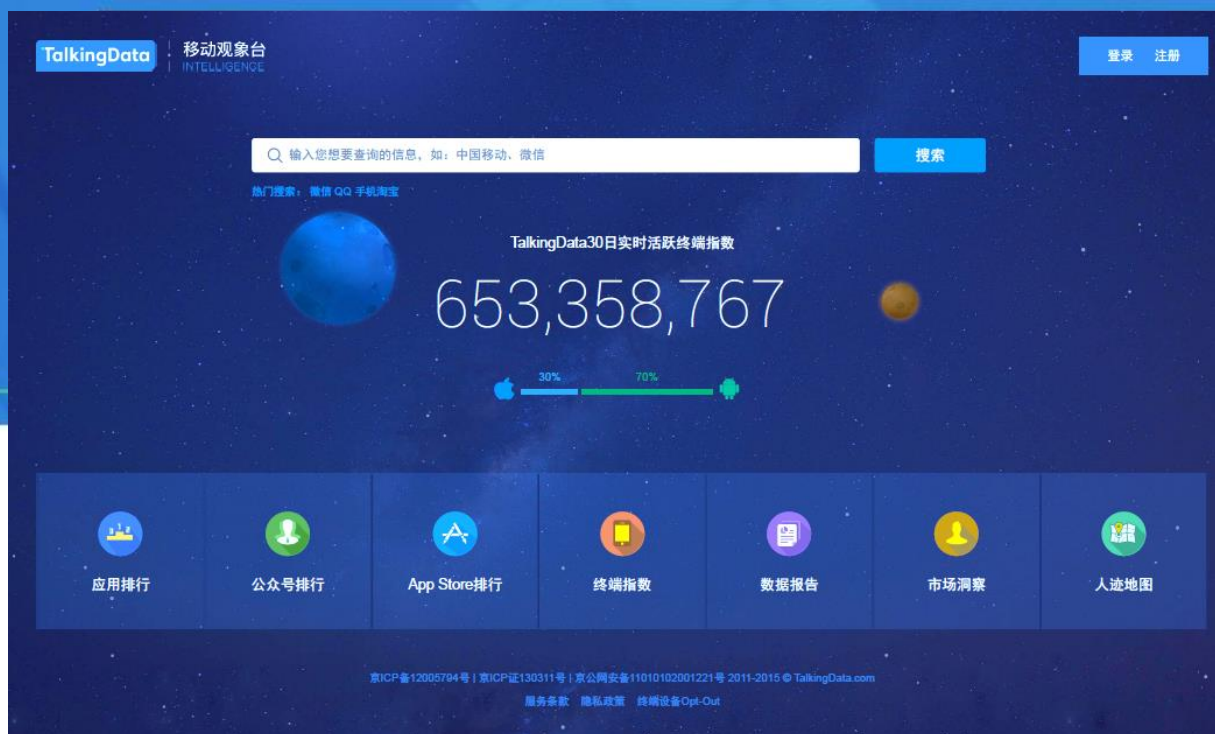 TalkingData 移动观象台
INTELLIGENCE
登录 注册
输入您想要查询的信息，如：中国移动、微信
搜索
热门搜索： 微信 QQ 手机淘宝
TalkingData30日实时活跃终端指数
653,358,767
30% 70%
应用排行 公众号排行 App Store排行 终端指数 数据报告 市场洞察 人迹地图
京ICP备12005794号 | 京ICP证130311号 | 京公网安备11010102001221号 2011-2015 © TalkingData.com
服务条款 隐私政策 终端设备Opt-Out